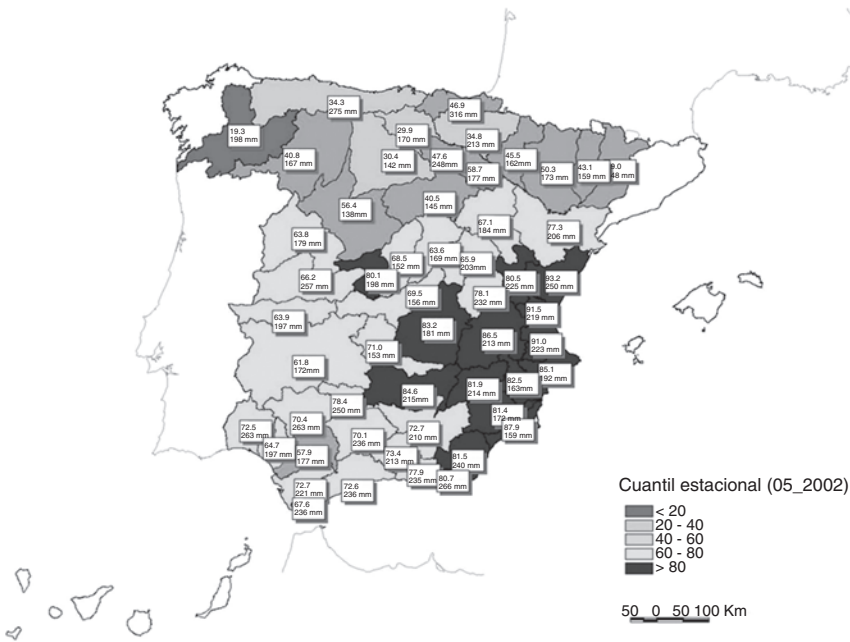 34.3
275 mm
46.9
316 mm
19.3
198 mm
29.9
170 mm
34.8
213 mm
40.8
167 mm
30.4
142 mm
47.6
248mm
58.7
177 mm
45.5
162mm
50.3
173 mm
43.1
159 mm
9.0
48 mm
56.4
138mm
40.5
145 mm
67.1
184 mm
77.3
206 mm
63.8
179 mm
68.5
152 mm
63.6
169 mm
65.9
203mm
66.2
257 mm
80.1
198 mm
80.5
225 mm
93.2
250 mm
69.5
156 mm
78.1
232 mm
63.9
197 mm
91.5
219 mm
83.2
181 mm
86.5
213 mm
91.0
223 mm
71.0
153 mm
61.8
172mm
85.1
192 mm
84.6
215mm
81.9
214 mm
82.5
163mm
78.4
250 mm
81.4
172 mm
87.9
159 mm
72.5
263 mm
70.4
263 mm
70.1
236 mm
72.7
210 mm
64.7
197 mm
57.9
177 mm
73.4
213 mm
81.5
240 mm
77.9
235 mm
80.7
266 mm
72.7
221 mm
72.6
236 mm
67.6
236 mm
Cuantil estacional (05_2002)
< 20
20 - 40
40 - 60
60 - 80
> 80
50 0 50 100 Km